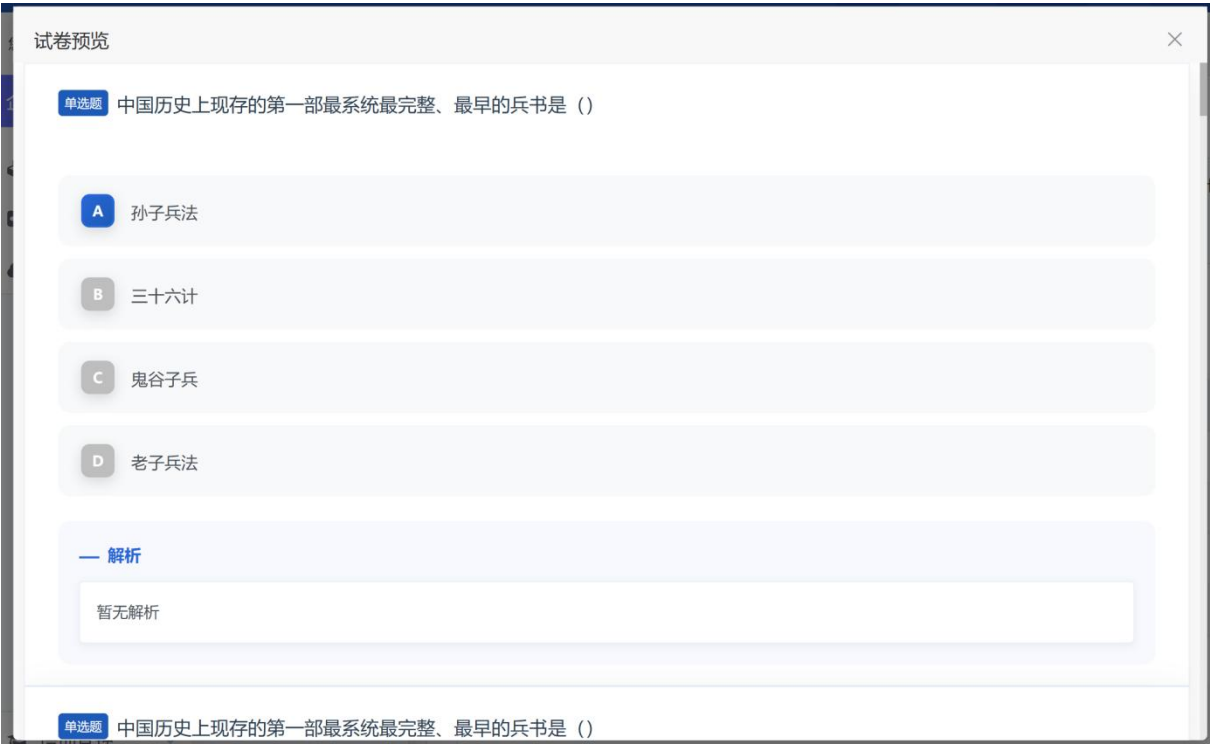 试卷预览
单选题 中国历史上现存的第一部最系统最完整、最早的兵书是（）
A 孙子兵法
B 三十六计
C 鬼谷子兵
D 老子兵法
— 解析
暂无解析
单选题 中国历史上现存的第一部最系统最完整、最早的兵书是（）